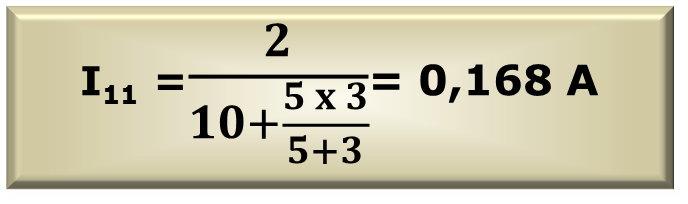 I₁₁ = 2 / (10+ (5 x 3) / (5+3)) = 0,168 A